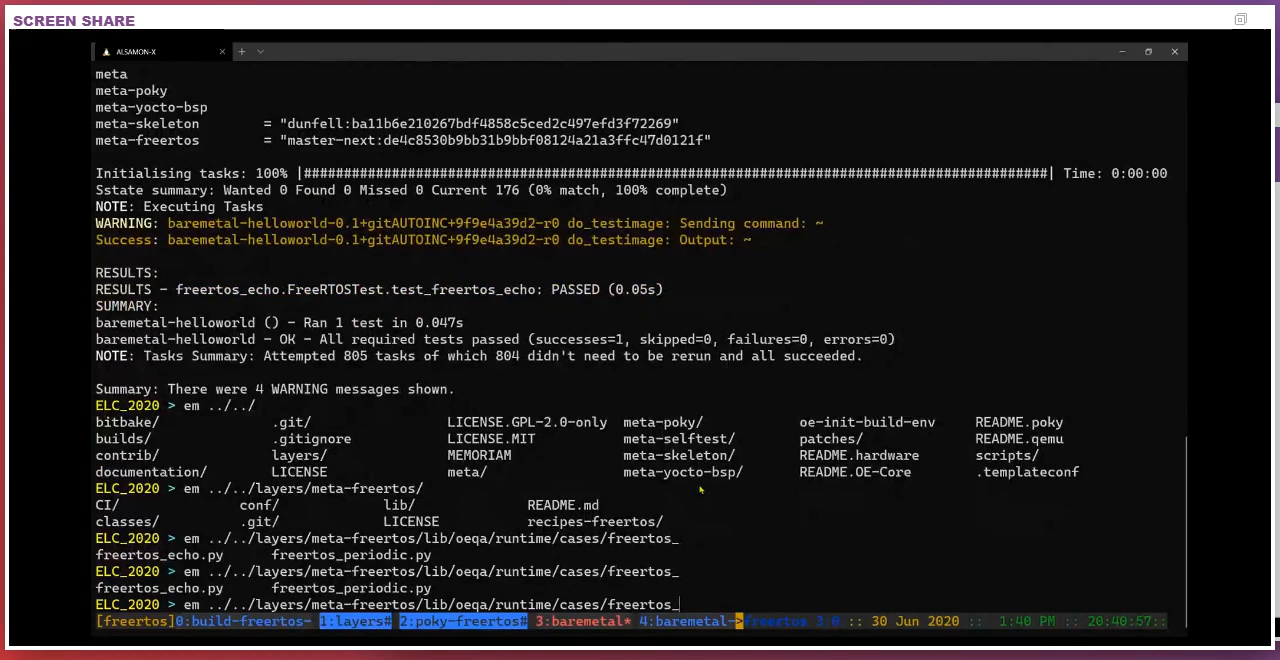 SCREEN SHARE
ALSAMON-X
meta
meta-poky
meta-yocto-bsp
meta-skeleton = "dunfell:ba11b6e210267bdf4858c5ced2c497efd3f72269"
meta-freertos = "master-next:de4c8530b9bb31b9bbf08124a21a3ffc47d0121f"
Initialising tasks: 100% |############################################################################################| Time: 0:00:00
Sstate summary: Wanted 0 Found 0 Missed 0 Current 176 (0% match, 100% complete)
NOTE: Executing Tasks
WARNING: baremetal-helloworld-0.1+gitAUTOINC+9f9e4a39d2-r0 do_testimage: Sending command: ~
Success: baremetal-helloworld-0.1+gitAUTOINC+9f9e4a39d2-r0 do_testimage: Output: ~
RESULTS:
RESULTS - freertos_echo.FreeRTOSTest.test_freertos_echo: PASSED (0.05s)
SUMMARY:
baremetal-helloworld () - Ran 1 test in 0.047s
baremetal-helloworld - OK - All required tests passed (successes=1, skipped=0, failures=0, errors=0)
NOTE: Tasks Summary: Attempted 805 tasks of which 804 didn't need to be rerun and all succeeded.
Summary: There were 4 WARNING messages shown.
ELC_2020 > em ../../
bitbake/ .git/ LICENSE.GPL-2.0-only meta-poky/ oe-init-build-env README.poky
builds/ .gitignore LICENSE.MIT meta-selftest/ patches/ README.qemu
contrib/ layers/ MEMORIAM meta-skeleton/ README.hardware scripts/
documentation/ LICENSE meta/ meta-yocto-bsp/ README.OE-Core .templateconf
ELC_2020 > em ../../layers/meta-freertos/
CI/ conf/ lib/ README.md
classes/ .git/ LICENSE recipes-freertos/
ELC_2020 > em ../../layers/meta-freertos/lib/oeqa/runtime/cases/freertos_
freertos_echo.py freertos_periodic.py
ELC_2020 > em ../../layers/meta-freertos/lib/oeqa/runtime/cases/freertos_
freertos_echo.py freertos_periodic.py
ELC_2020 > em ../../layers/meta-freertos/lib/oeqa/runtime/cases/freertos_
[freertos]0:build-freertos- 1:layers# 2:poky-freertos# 3:baremetal* 4:baremetal-> freertos 3:0 :: 30 Jun 2020 :: 1:40 PM :: 20:40:57::